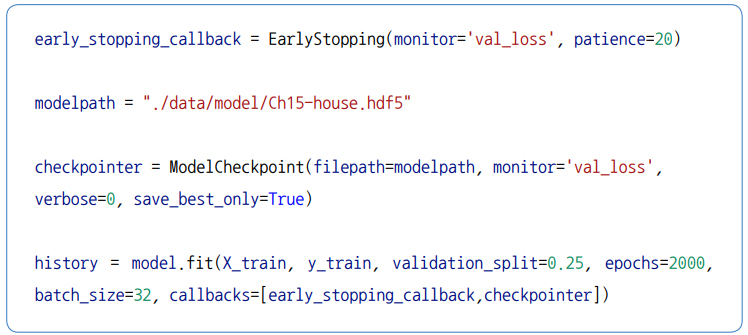 early_stopping_callback = EarlyStopping(monitor='val_loss', patience=20)
modelpath = "./data/model/Ch15-house.hdf5"
checkpointer = ModelCheckpoint(filepath=modelpath, monitor='val_loss',
verbose=0, save_best_only=True)
history = model.fit(X_train, y_train, validation_split=0.25, epochs=2000,
batch_size=32, callbacks=[early_stopping_callback,checkpointer])